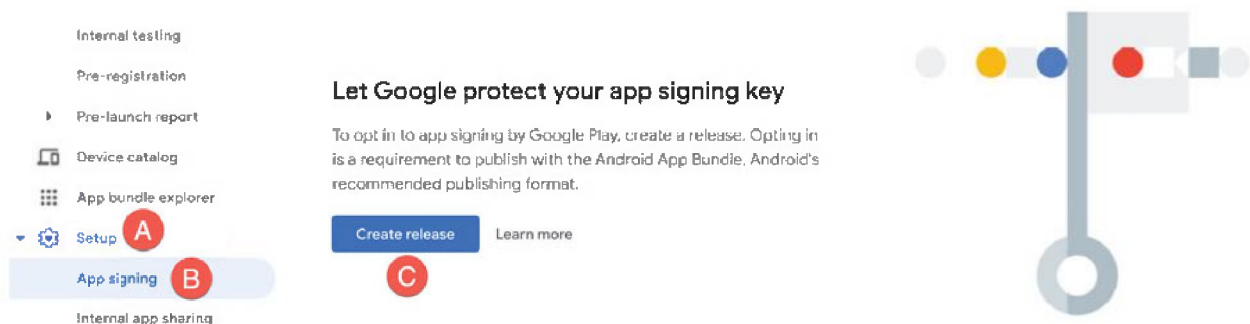 Internal testing
Pre-registration
Pre-launch report
Device catalog
App bundle explorer
Setup A
App signing B
Internal app sharing
Let Google protect your app signing key
To opt in to app signing by Google Play, create a release. Opting in
is a requirement to publish with the Android App Bundle, Android's
recommended publishing format.
Create release Learn more
C